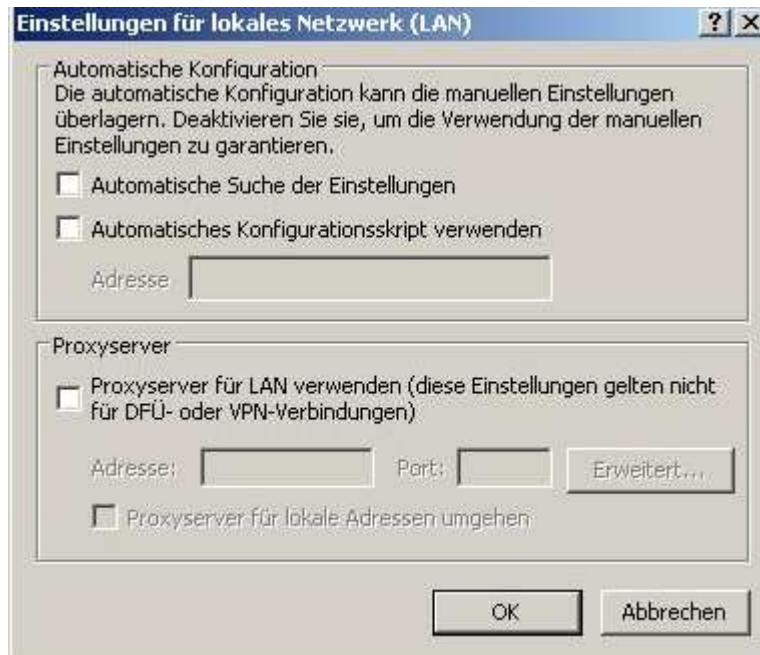 Einstellungen für lokales Netzwerk (LAN)
Automatische Konfiguration
Die automatische Konfiguration kann die manuellen Einstellungen
überlagern. Deaktivieren Sie sie, um die Verwendung der manuellen
Einstellungen zu garantieren.
Automatische Suche der Einstellungen
Automatisches Konfigurationsskript verwenden
Adresse
Proxyserver
Proxyserver für LAN verwenden (diese Einstellungen gelten nicht
für DFÜ- oder VPN-Verbindungen)
Adresse: Port: Erweitert...
Proxyserver für lokale Adressen umgehen
OK Abbrechen